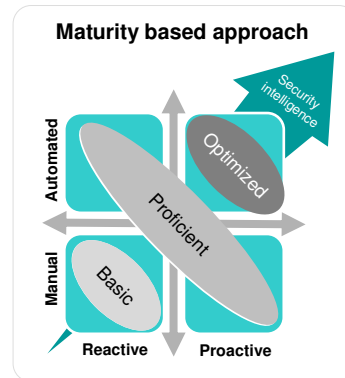 Maturity based approach
Security
intelligence
Automated
Optimized
Proficient
Manual
Basic
Reactive
Proactive